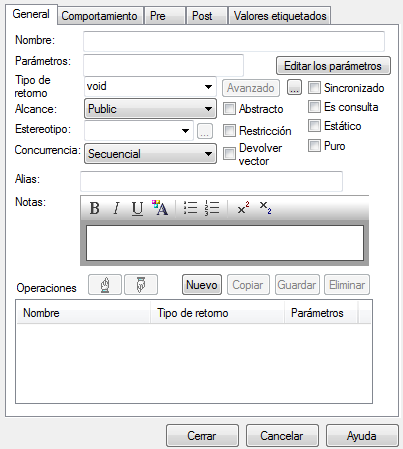 General Comportamiento Pre Post Valores etiquetados
Nombre:
Parámetros: Editar los parámetros
Tipo de retorno void Avanzado ... Sincronizado
Alcance: Public Abstracto Es consulta
Estereotipo: ... Restricción Estático
Concurrencia: Secuencial Devolver vector Puro
Alias:
Notas: B I U A x² x₂
Operaciones Nuevo Copiar Guardar Eliminar
Nombre Tipo de retorno Parámetros
Cerrar Cancelar Ayuda